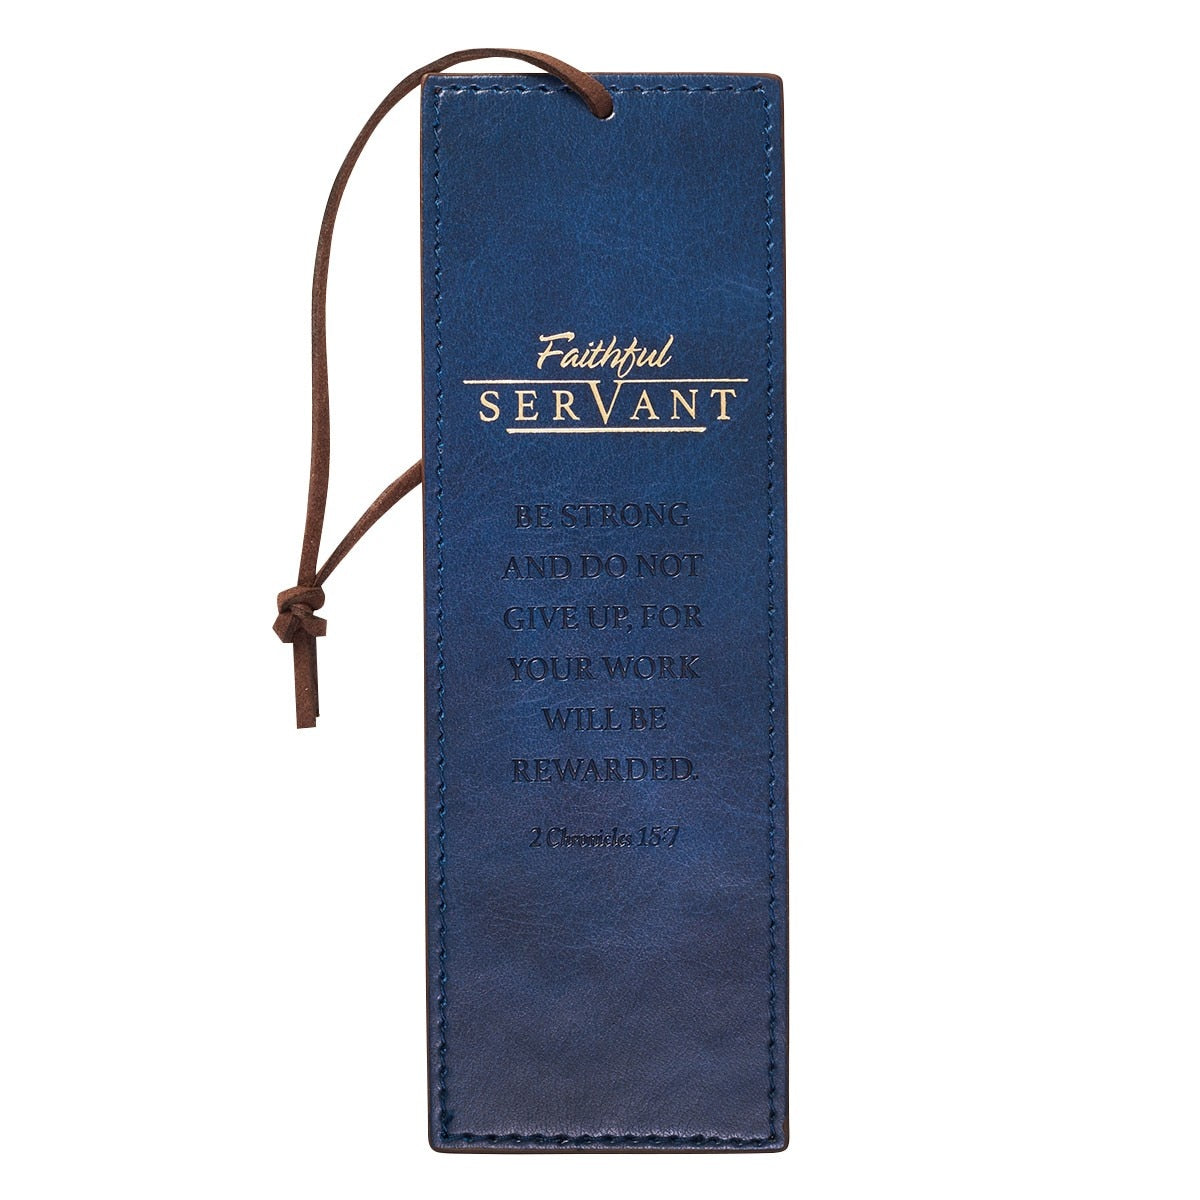 Faithful
SERVANT
BE STRONG
AND DO NOT
GIVE UP, FOR
YOUR WORK
WILL BE
REWARDED.
2 Chronicles 15:7